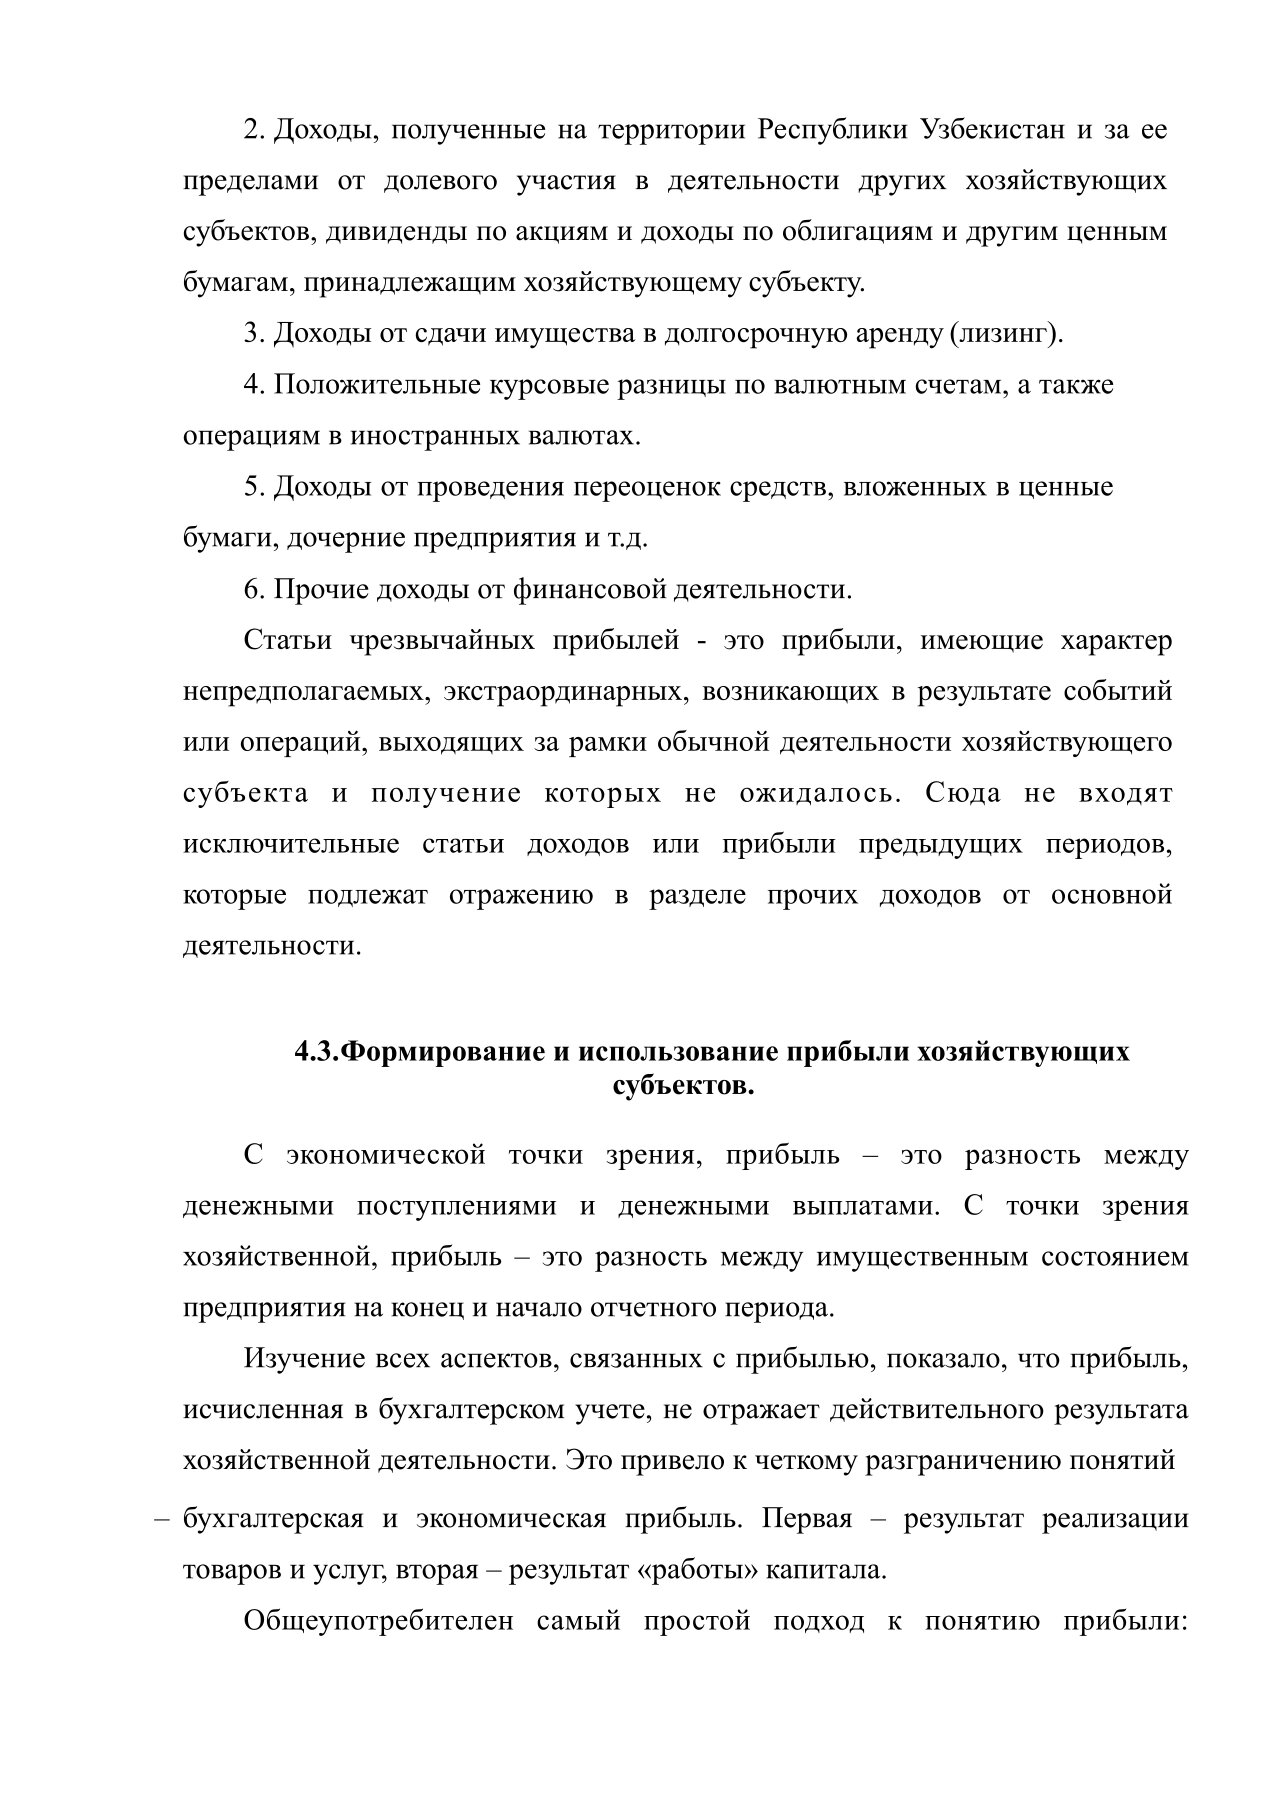 2. Доходы, полученные на территории Республики Узбекистан и за ее
пределами от долевого участия в деятельности других хозяйствующих
субъектов, дивиденды по акциям и доходы по облигациям и другим ценным
бумагам, принадлежащим хозяйствующему субъекту.
3. Доходы от сдачи имущества в долгосрочную аренду (лизинг).
4. Положительные курсовые разницы по валютным счетам, а также
операциям в иностранных валютах.
5. Доходы от проведения переоценок средств, вложенных в ценные
бумаги, дочерние предприятия и т.д.
6. Прочие доходы от финансовой деятельности.
Статьи чрезвычайных прибылей - это прибыли, имеющие характер
непредполагаемых, экстраординарных, возникающих в результате событий
или операций, выходящих за рамки обычной деятельности хозяйствующего
субъекта и получение которых не ожидалось. Сюда не входят
исключительные статьи доходов или прибыли предыдущих периодов,
которые подлежат отражению в разделе прочих доходов от основной
деятельности.
4.3.Формирование и использование прибыли хозяйствующих
субъектов.
С экономической точки зрения, прибыль – это разность между
денежными поступлениями и денежными выплатами. С точки зрения
хозяйственной, прибыль – это разность между имущественным состоянием
предприятия на конец и начало отчетного периода.
Изучение всех аспектов, связанных с прибылью, показало, что прибыль,
исчисленная в бухгалтерском учете, не отражает действительного результата
хозяйственной деятельности. Это привело к четкому разграничению понятий
– бухгалтерская и экономическая прибыль. Первая – результат реализации
товаров и услуг, вторая – результат «работы» капитала.
Общеупотребителен самый простой подход к понятию прибыли: